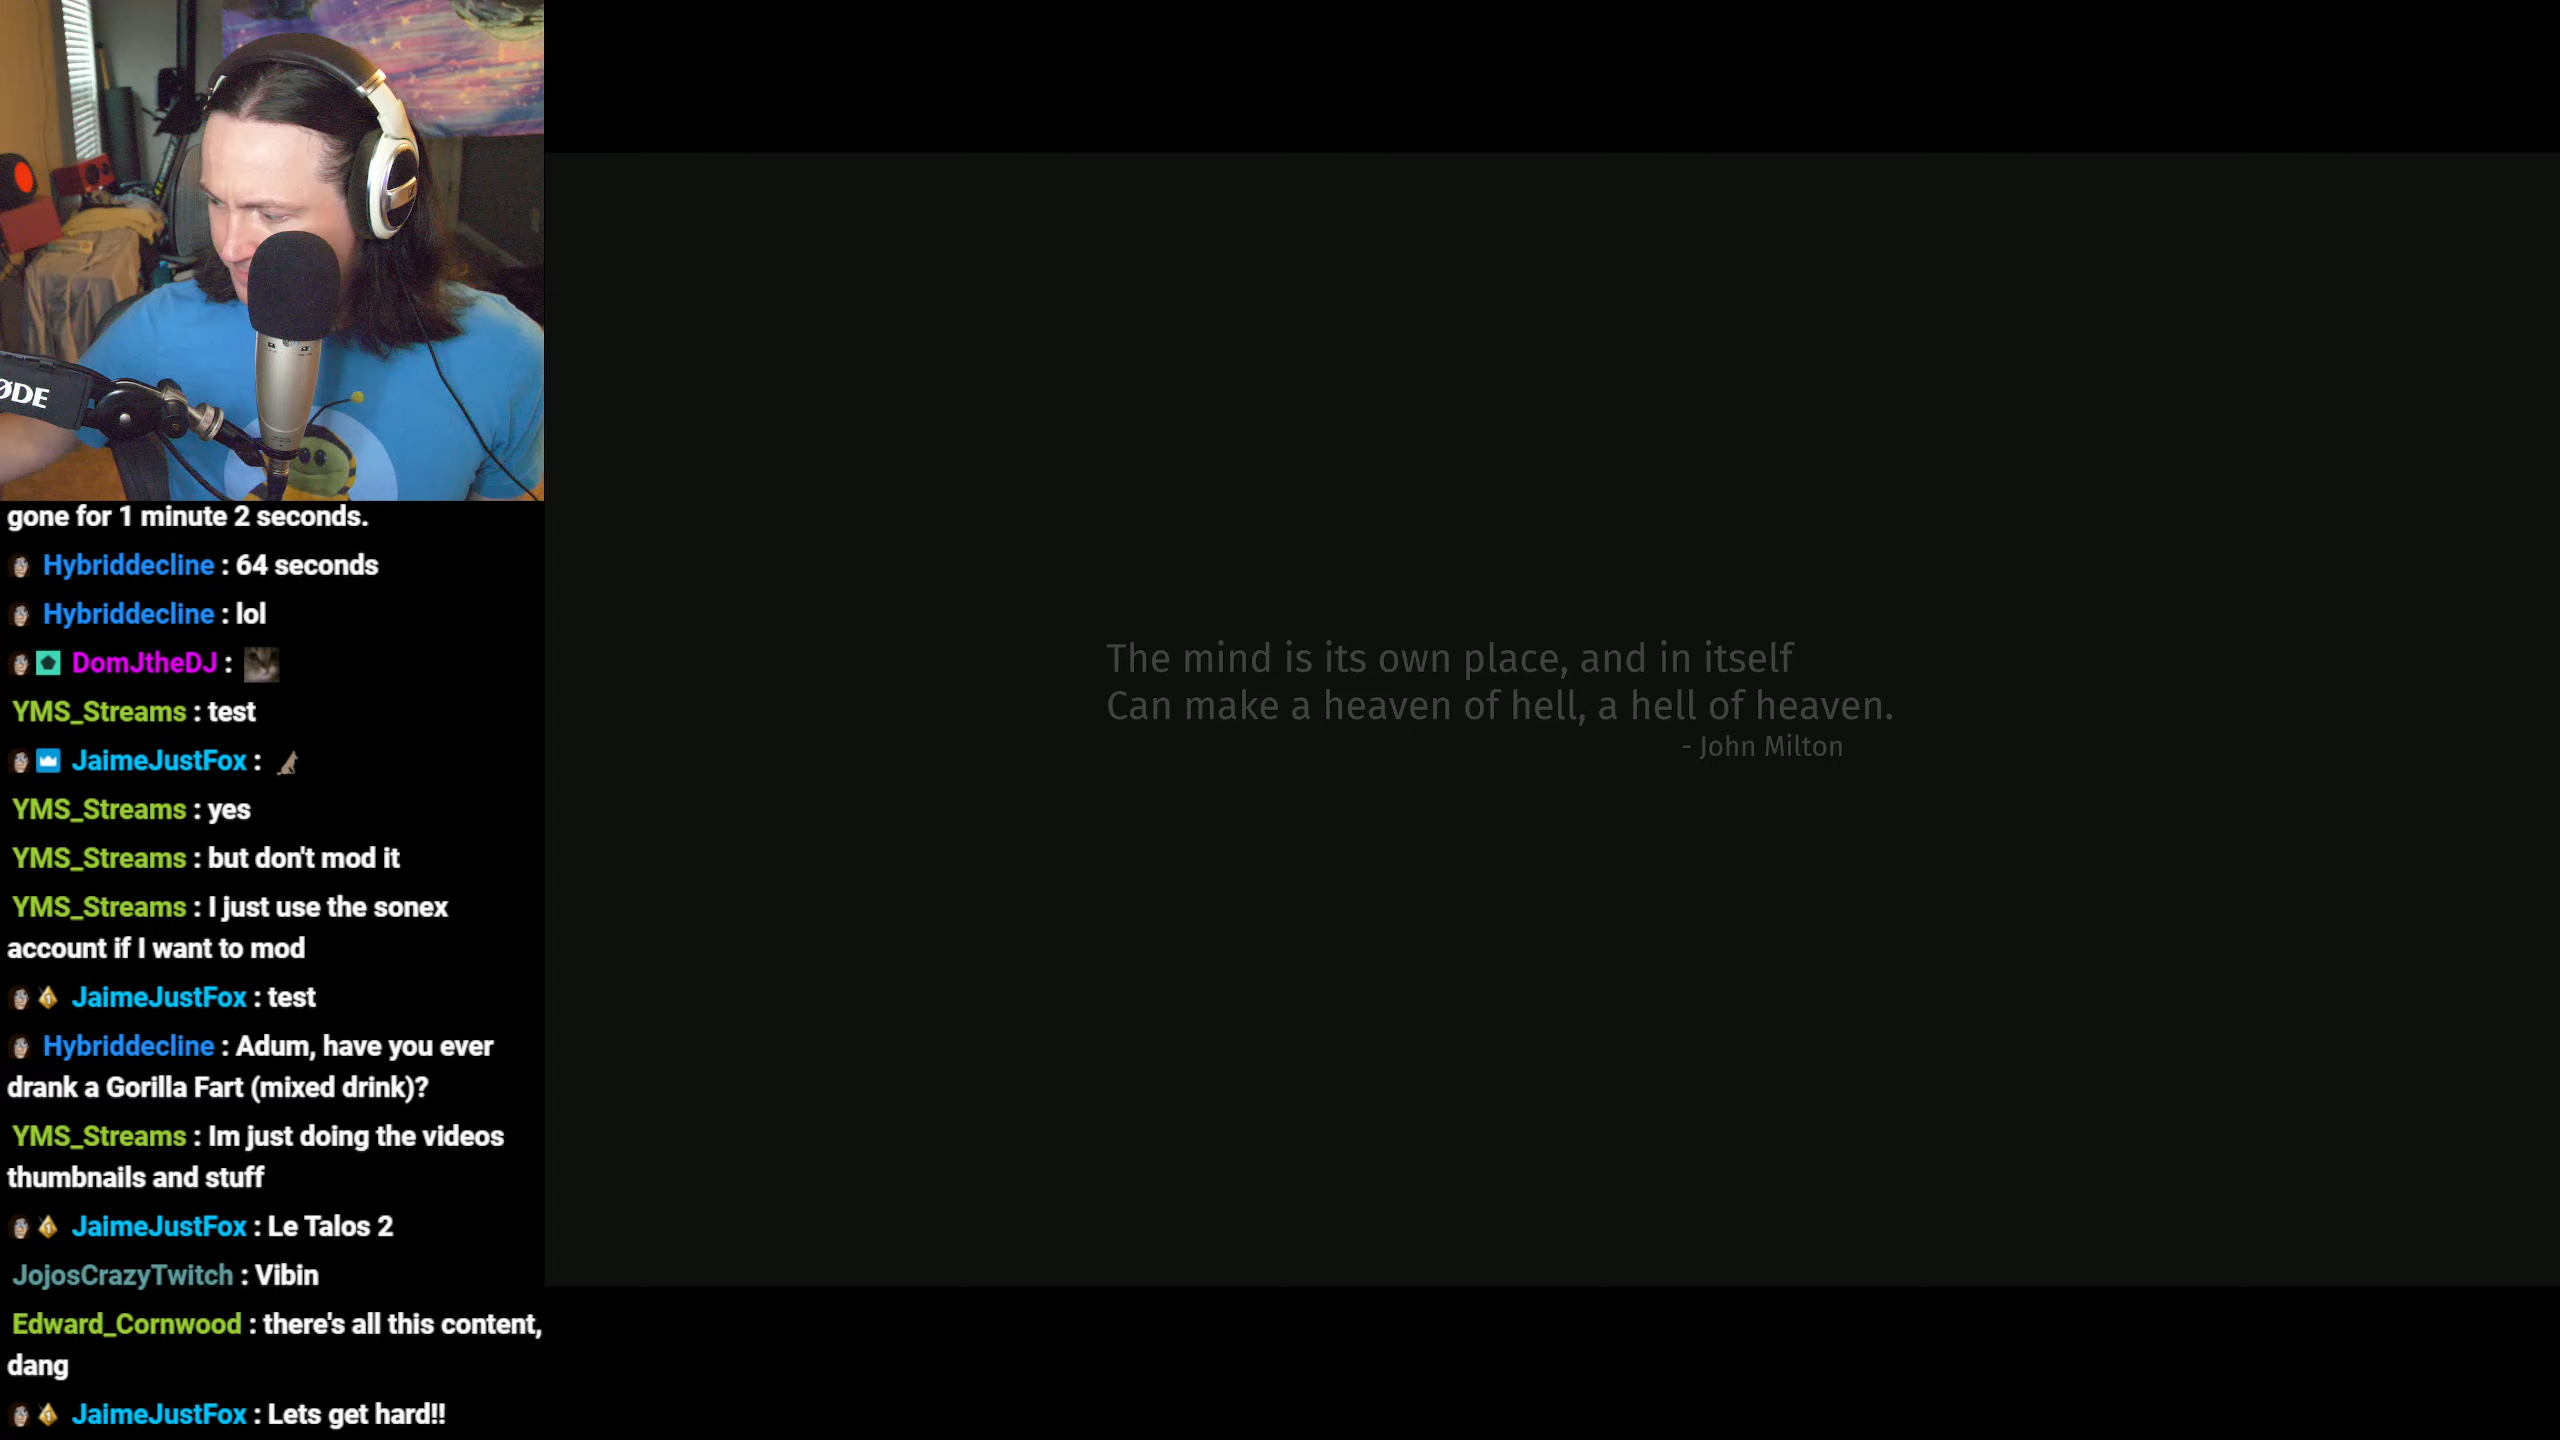 ØDE
gone for 1 minute 2 seconds.
Hybriddecline : 64 seconds
Hybriddecline : lol
DomJtheDJ :
YMS_Streams : test
JaimeJustFox :
YMS_Streams : yes
YMS_Streams : but don't mod it
YMS_Streams : I just use the sonex
account if I want to mod
JaimeJustFox : test
Hybriddecline : Adum, have you ever
drank a Gorilla Fart (mixed drink)?
YMS_Streams : Im just doing the videos
thumbnails and stuff
JaimeJustFox : Le Talos 2
JojosCrazyTwitch : Vibin
Edward_Cornwood : there's all this content,
dang
JaimeJustFox : Lets get hard!!
The mind is its own place, and in itself
Can make a heaven of hell, a hell of heaven.
- John Milton